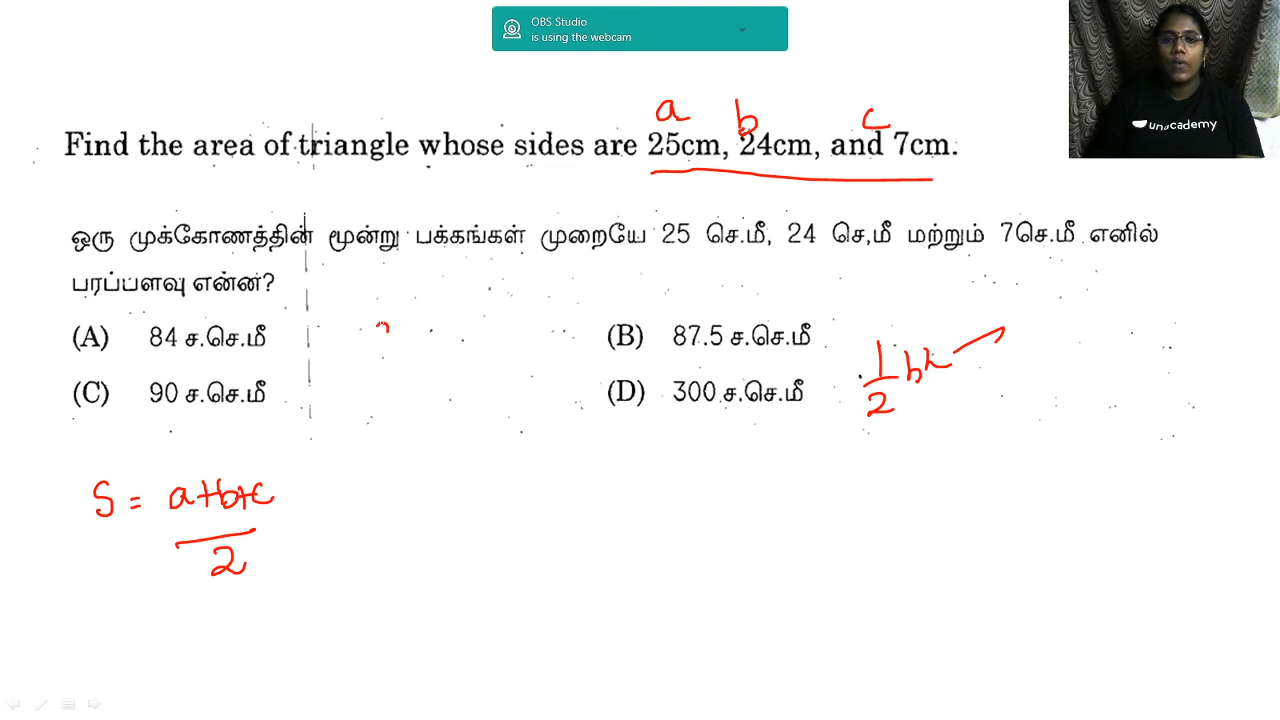 OBS Studio
is using the webcam
unacademy
a b c
Find the area of triangle whose sides are 25cm, 24cm, and 7cm.
ஒரு முக்கோணத்தின் மூன்று பக்கங்கள் முறையே 25 செ.மீ, 24 செ,மீ மற்றும் 7செ.மீ எனில்
பரப்பளவு என்ன?
(A) 84 ச.செ.மீ (B) 87.5 ச.செ.மீ
(C) 90 ச.செ.மீ (D) 300 ச.செ.மீ
1/2 bh
S = a+b+c
2